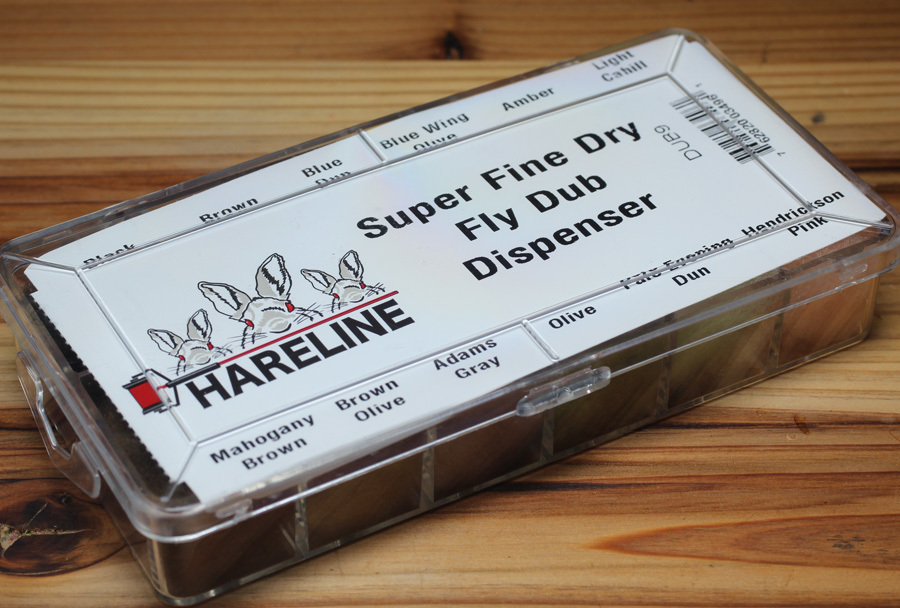 Black
Brown
Blue
Dun
Blue Wing
Olive
Amber
Light
Cahill
Super Fine Dry
Fly Dub
Dispenser
DUB9
HARELINE
Mahogany
Brown
Brown
Olive
Adams
Gray
Olive
Pale Evening
Dun
Hendrickson
Pink